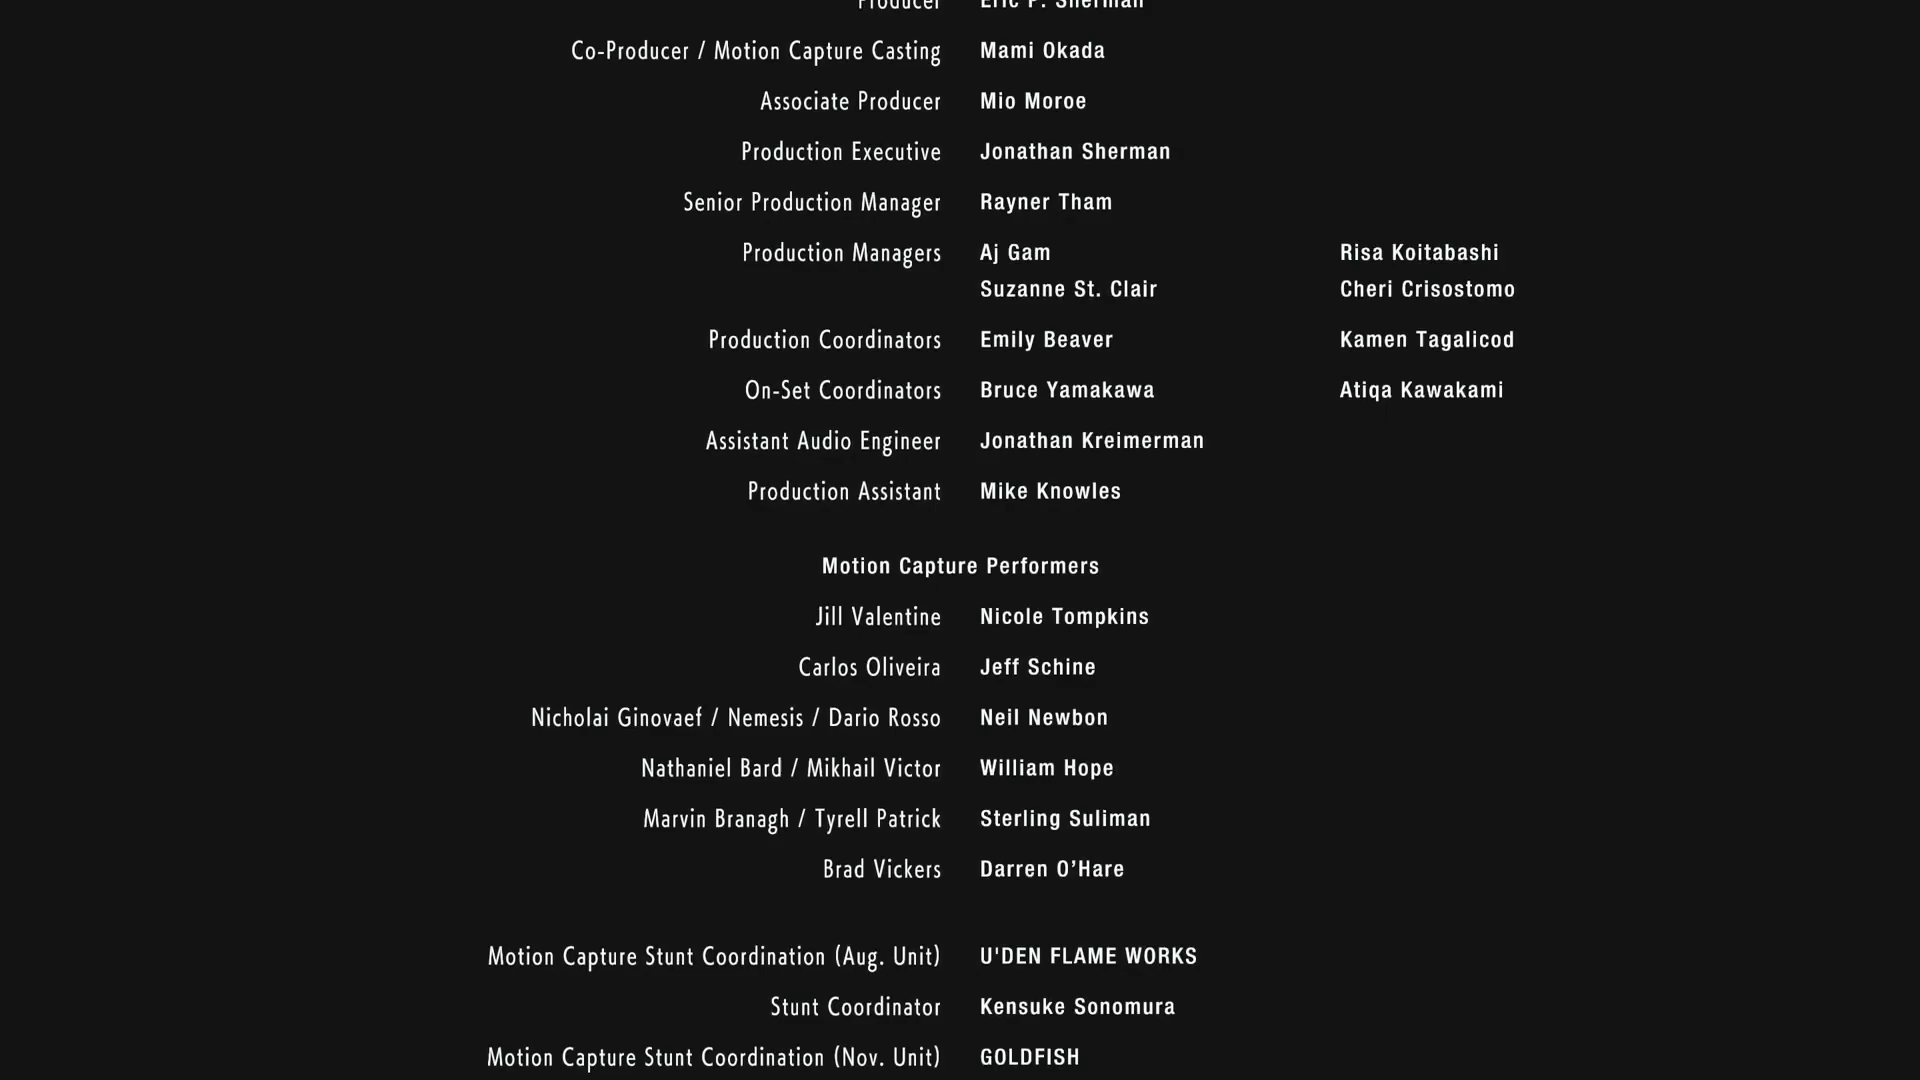 Producer Eric P. Sherman
Co-Producer / Motion Capture Casting Mami Okada
Associate Producer Mio Moroe
Production Executive Jonathan Sherman
Senior Production Manager Rayner Tham
Production Managers Aj Gam Risa Koitabashi
Suzanne St. Clair Cheri Crisostomo
Production Coordinators Emily Beaver Kamen Tagalicod
On-Set Coordinators Bruce Yamakawa Atiqa Kawakami
Assistant Audio Engineer Jonathan Kreimerman
Production Assistant Mike Knowles
Motion Capture Performers
Jill Valentine Nicole Tompkins
Carlos Oliveira Jeff Schine
Nicholai Ginovaef / Nemesis / Dario Rosso Neil Newbon
Nathaniel Bard / Mikhail Victor William Hope
Marvin Branagh / Tyrell Patrick Sterling Suliman
Brad Vickers Darren O’Hare
Motion Capture Stunt Coordination (Aug. Unit) U'DEN FLAME WORKS
Stunt Coordinator Kensuke Sonomura
Motion Capture Stunt Coordination (Nov. Unit) GOLDFISH